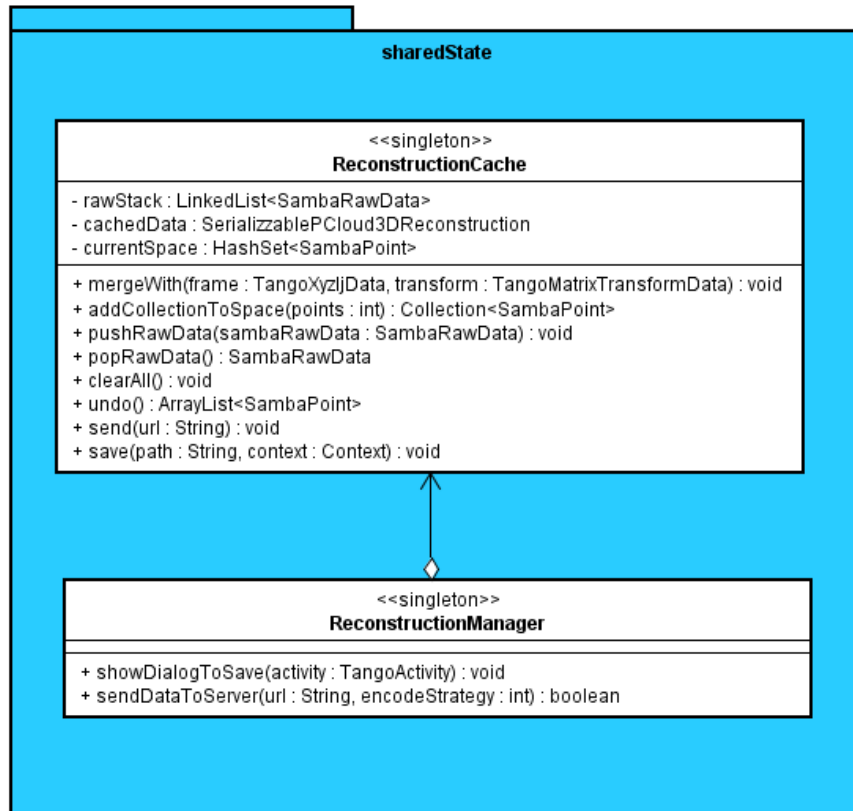 sharedState
<<singleton>>
ReconstructionCache
- rawStack : LinkedList<SambaRawData>
- cachedData : SerializzablePCloud3DReconstruction
- currentSpace : HashSet<SambaPoint>
+ mergeWith(frame : TangoXyzIjData, transform : TangoMatrixTransformData) : void
+ addCollectionToSpace(points : int) : Collection<SambaPoint>
+ pushRawData(sambaRawData : SambaRawData) : void
+ popRawData() : SambaRawData
+ clearAll() : void
+ undo() : ArrayList<SambaPoint>
+ send(url : String) : void
+ save(path : String, context : Context) : void
<<singleton>>
ReconstructionManager
+ showDialogToSave(activity : TangoActivity) : void
+ sendDataToServer(url : String, encodeStrategy : int) : boolean